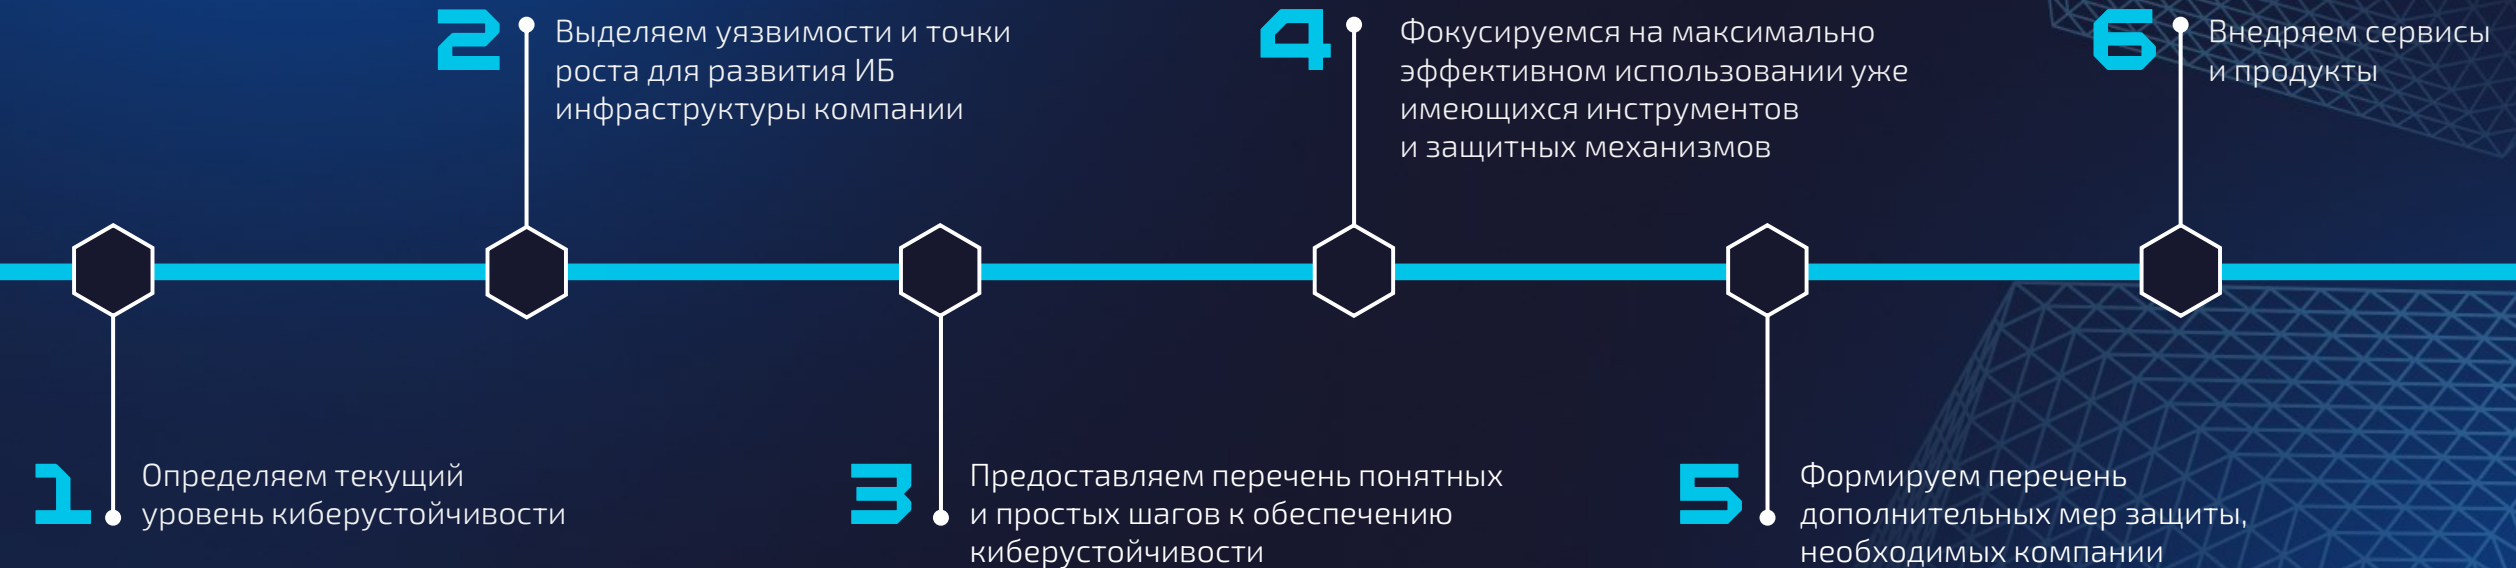 1
Определяем текущий
уровень киберустойчивости
2
Выделяем уязвимости и точки
роста для развития ИБ
инфраструктуры компании
3
Предоставляем перечень понятных
и простых шагов к обеспечению
киберустойчивости
4
Фокусируемся на максимально
эффективном использовании уже
имеющихся инструментов
и защитных механизмов
5
Формируем перечень
дополнительных мер защиты,
необходимых компании
6
Внедряем сервисы
и продукты